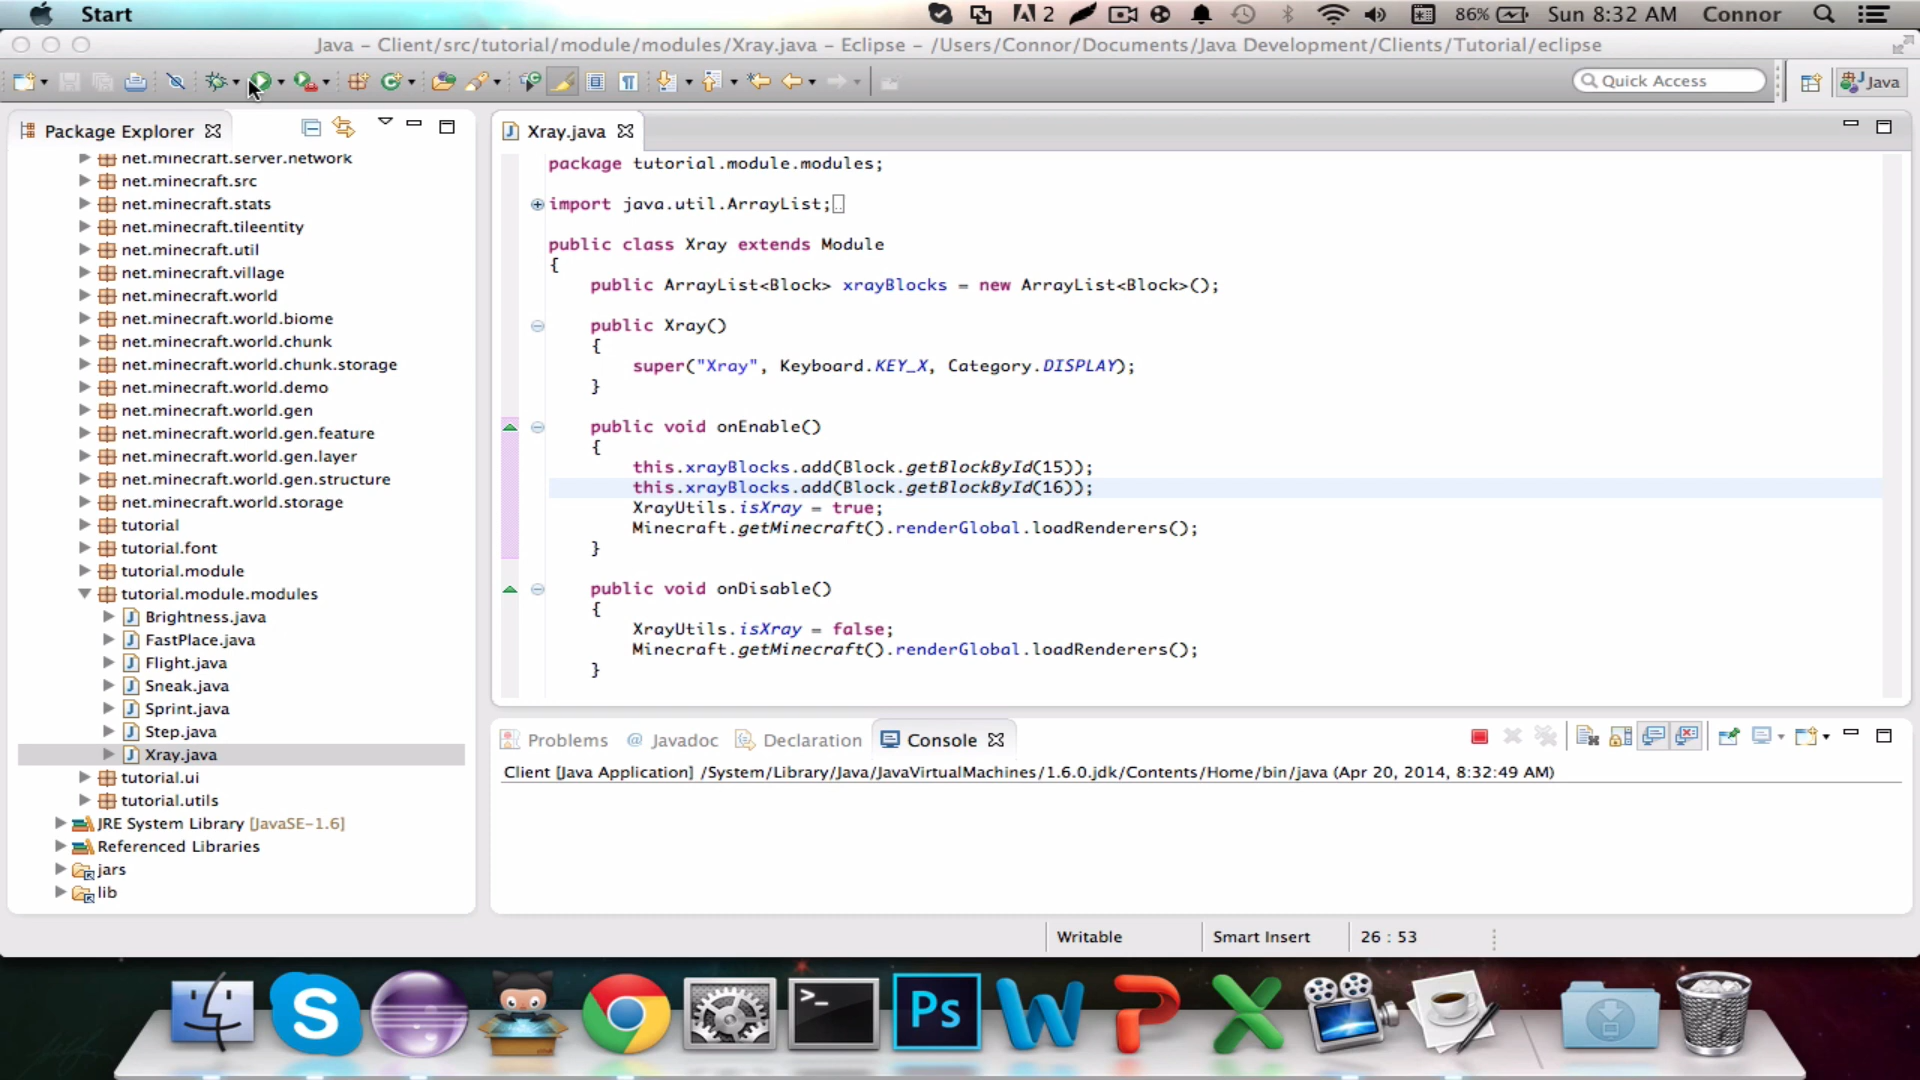 Start
2
86%
Sun 8:32 AM
Connor
Java – Client/src/tutorial/module/modules/Xray.java – Eclipse – /Users/Connor/Documents/Java Development/Clients/Tutorial/eclipse
Quick Access
Java
Package Explorer
net.minecraft.server.network
net.minecraft.src
net.minecraft.stats
net.minecraft.tileentity
net.minecraft.util
net.minecraft.village
net.minecraft.world
net.minecraft.world.biome
net.minecraft.world.chunk
net.minecraft.world.chunk.storage
net.minecraft.world.demo
net.minecraft.world.gen
net.minecraft.world.gen.feature
net.minecraft.world.gen.layer
net.minecraft.world.gen.structure
net.minecraft.world.storage
tutorial
tutorial.font
tutorial.module
tutorial.module.modules
Brightness.java
FastPlace.java
Flight.java
Sneak.java
Sprint.java
Step.java
Xray.java
tutorial.ui
tutorial.utils
JRE System Library [JavaSE-1.6]
Referenced Libraries
jars
lib
Xray.java
package tutorial.module.modules;
import java.util.ArrayList;
public class Xray extends Module
{
public ArrayList<Block> xrayBlocks = new ArrayList<Block>();
public Xray()
{
super("Xray", Keyboard.KEY_X, Category.DISPLAY);
}
public void onEnable()
{
this.xrayBlocks.add(Block.getBlockById(15));
this.xrayBlocks.add(Block.getBlockById(16));
XrayUtils.isXray = true;
Minecraft.getMinecraft().renderGlobal.loadRenderers();
}
public void onDisable()
{
XrayUtils.isXray = false;
Minecraft.getMinecraft().renderGlobal.loadRenderers();
}
Problems @ Javadoc Declaration Console
Client [Java Application] /System/Library/Java/JavaVirtualMachines/1.6.0.jdk/Contents/Home/bin/java (Apr 20, 2014, 8:32:49 AM)
Writable
Smart Insert
26 : 53
S
>_
Ps
W
P
X